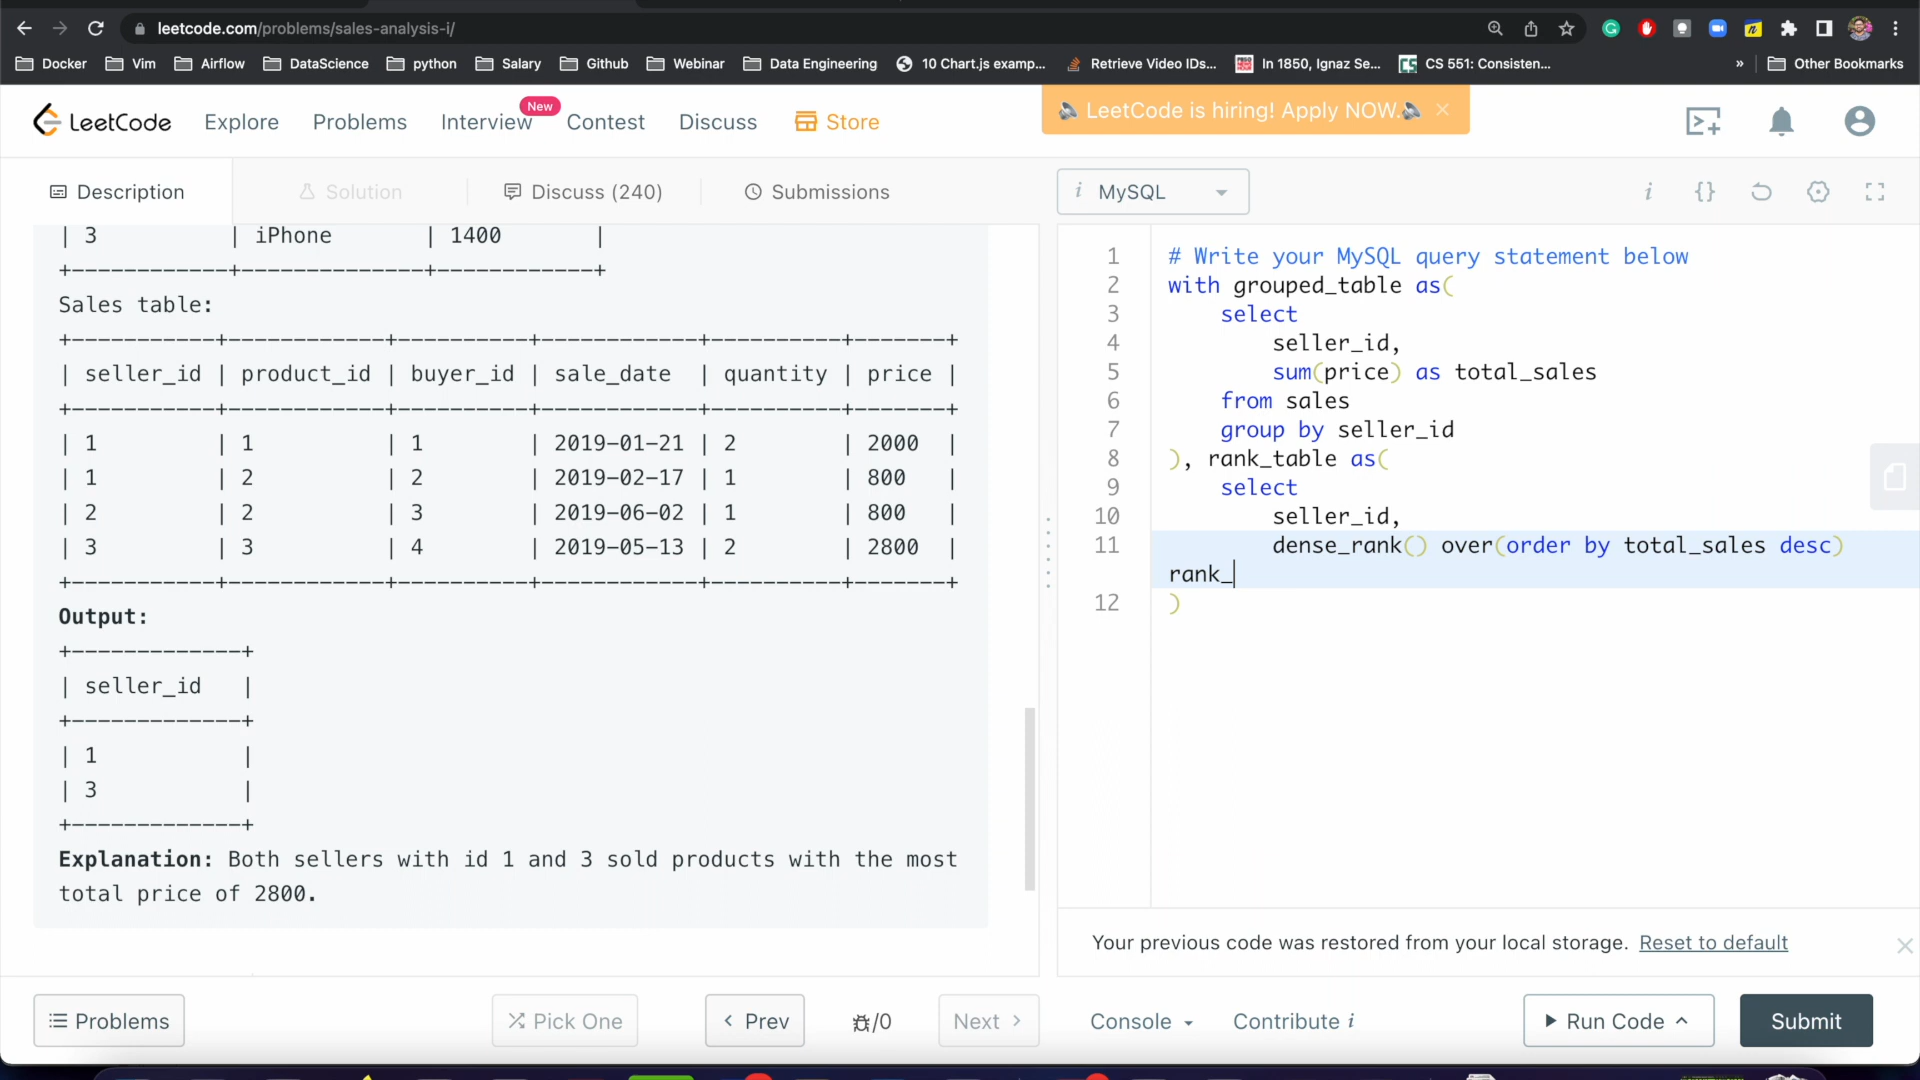 leetcode.com/problems/sales-analysis-i/
Docker Vim Airflow DataScience python Salary Github Webinar Data Engineering 10 Chart.js examp... Retrieve Video IDs... In 1850, Ignaz Se... CS 551: Consisten... » Other Bookmarks
LeetCode Explore Problems Interview New Contest Discuss Store
LeetCode is hiring! Apply NOW.
Description Solution Discuss (240) Submissions
| 3 | iPhone | 1400 |
+------------+--------------+------------+
Sales table:
+-----------+------------+----------+------------+----------+-------+
| seller_id | product_id | buyer_id | sale_date | quantity | price |
+-----------+------------+----------+------------+----------+-------+
| 1 | 1 | 1 | 2019-01-21 | 2 | 2000 |
| 1 | 2 | 2 | 2019-02-17 | 1 | 800 |
| 2 | 2 | 3 | 2019-06-02 | 1 | 800 |
| 3 | 3 | 4 | 2019-05-13 | 2 | 2800 |
+-----------+------------+----------+------------+----------+-------+
Output:
+-------------+
| seller_id |
+-------------+
| 1 |
| 3 |
+-------------+
Explanation: Both sellers with id 1 and 3 sold products with the most
total price of 2800.
i MySQL
i {}
1 # Write your MySQL query statement below
2 with grouped_table as(
3 select
4 seller_id,
5 sum(price) as total_sales
6 from sales
7 group by seller_id
8 ), rank_table as(
9 select
10 seller_id,
11 dense_rank() over(order by total_sales desc)
rank_
12 )
Your previous code was restored from your local storage. Reset to default
Problems Pick One Prev /0 Next Console Contribute i Run Code Submit